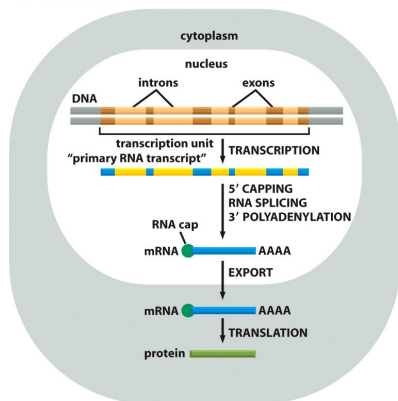 cytoplasm
nucleus
introns
exons
DNA
transcription unit
“primary RNA transcript”
TRANSCRIPTION
5′ CAPPING
RNA SPLICING
3′ POLYADENYLATION
RNA cap
mRNA AAAA
EXPORT
mRNA AAAA
TRANSLATION
protein